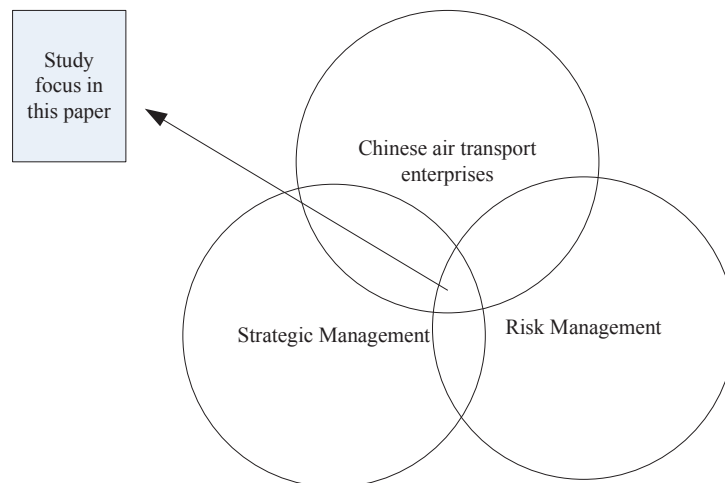 Study
focus in
this paper
Chinese air transport
enterprises
Strategic Management
Risk Management